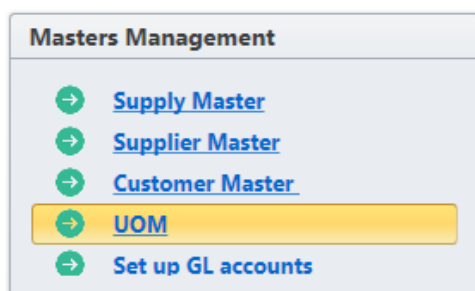 Masters Management
Supply Master
Supplier Master
Customer Master
UOM
Set up GL accounts